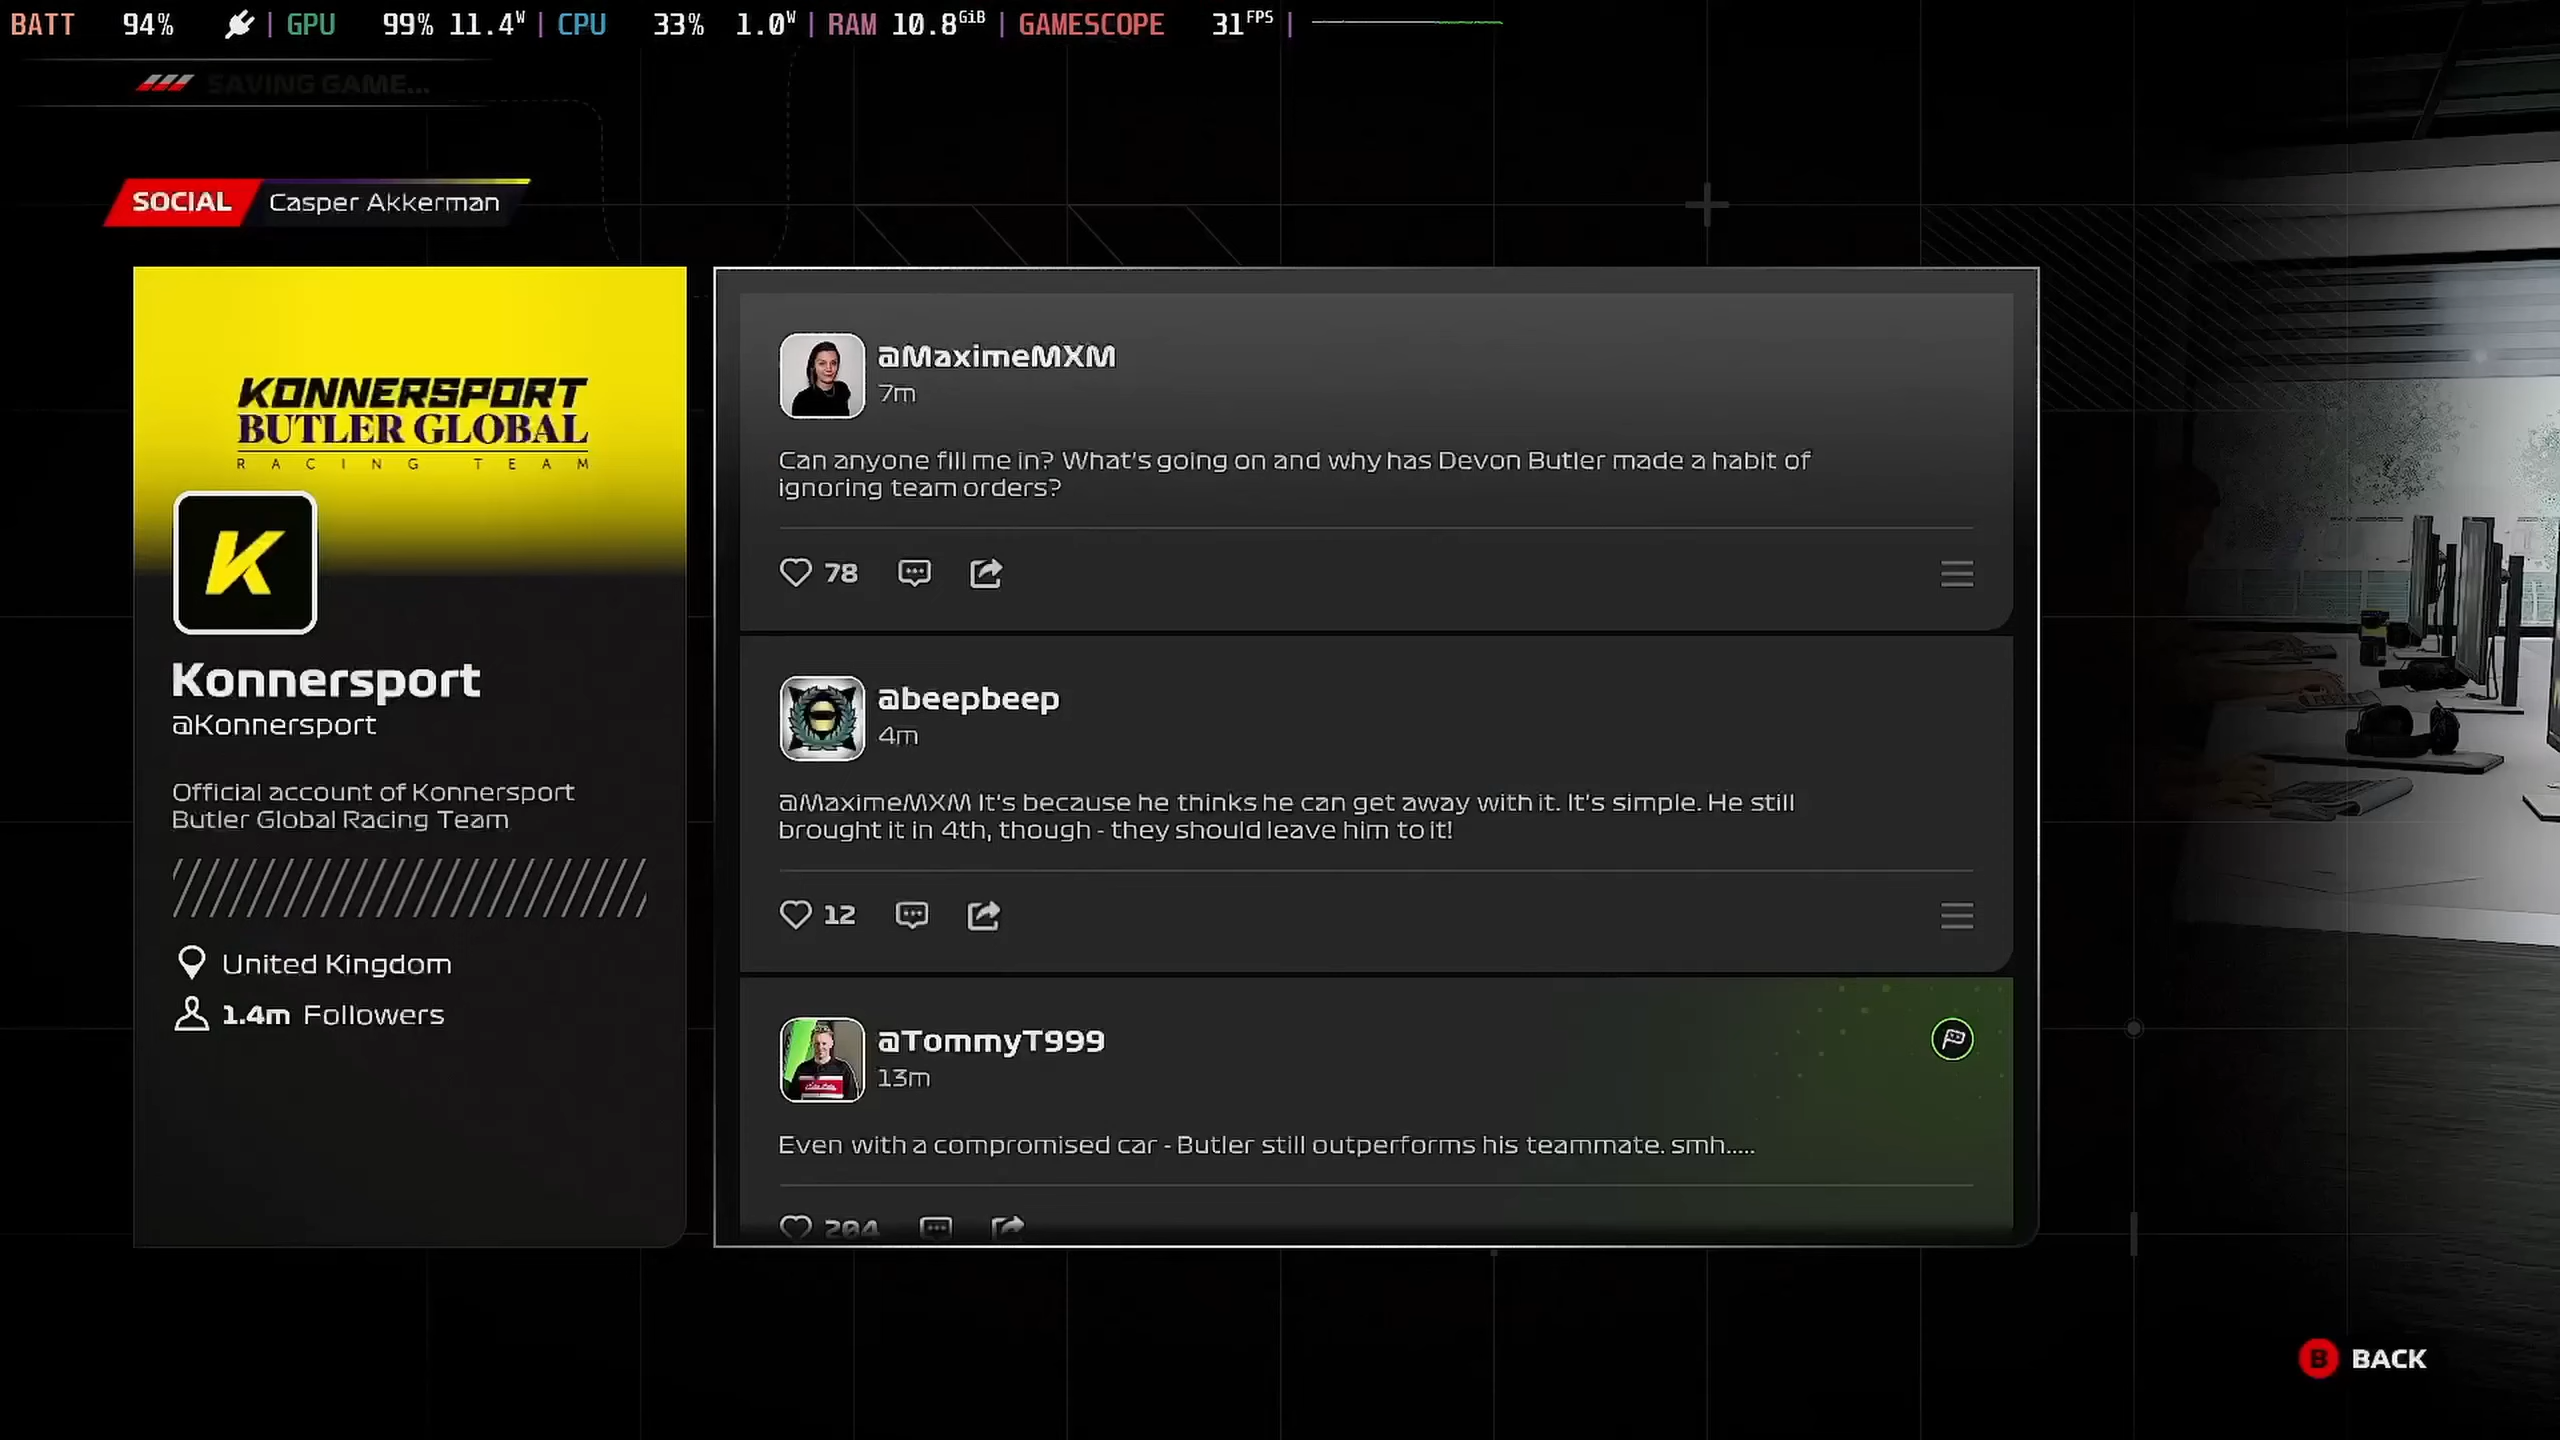 BATT 94% | GPU 99% 11.4W | CPU 33% 1.0W | RAM 10.8GiB | GAMESCOPE 31FPS |
SAVING GAME...
SOCIAL Casper Akkerman
KONNERSPORT
BUTLER GLOBAL
RACING TEAM
K
Konnersport
@Konnersport
Official account of Konnersport
Butler Global Racing Team
United Kingdom
1.4m Followers
@MaximeMXM
7m
Can anyone fill me in? What's going on and why has Devon Butler made a habit of
ignoring team orders?
78
@beepbeep
4m
@MaximeMXM It's because he thinks he can get away with it. It's simple. He still
brought it in 4th, though - they should leave him to it!
12
@TommyT999
13m
Even with a compromised car - Butler still outperforms his teammate. smh.....
204
B BACK